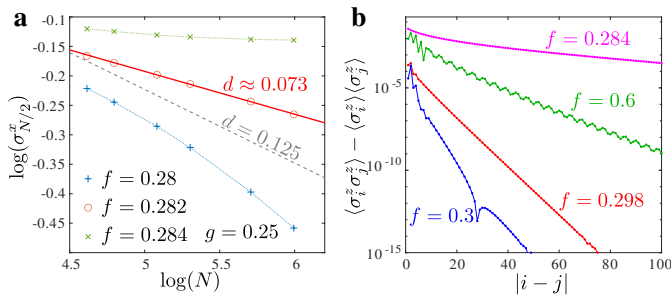 a
b
-0.1
-0.15
-0.2
-0.25
-0.3
-0.35
-0.4
-0.45
log(σ^x_{N/2})
d ≈ 0.073
d = 0.125
f = 0.28
f = 0.282
f = 0.284
g = 0.25
4.5 5 5.5 6 6.5
log(N)
⟨σ^z_i σ^z_j⟩ − ⟨σ^z_i⟩⟨σ^z_j⟩
10^-5
10^-10
10^-15
f = 0.284
f = 0.6
f = 0.298
f = 0.3
0 20 40 60 80 100
|i − j|